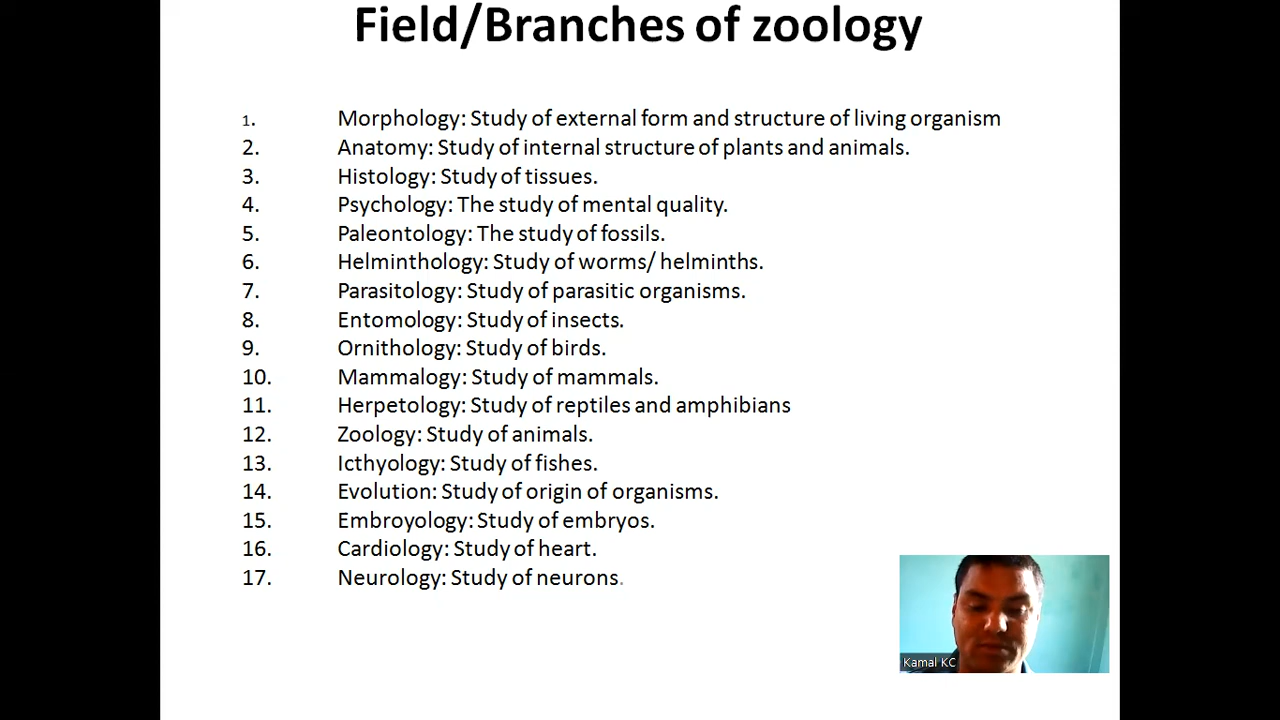 Field/Branches of zoology
1. Morphology: Study of external form and structure of living organism
2. Anatomy: Study of internal structure of plants and animals.
3. Histology: Study of tissues.
4. Psychology: The study of mental quality.
5. Paleontology: The study of fossils.
6. Helminthology: Study of worms/ helminths.
7. Parasitology: Study of parasitic organisms.
8. Entomology: Study of insects.
9. Ornithology: Study of birds.
10. Mammalogy: Study of mammals.
11. Herpetology: Study of reptiles and amphibians
12. Zoology: Study of animals.
13. Icthyology: Study of fishes.
14. Evolution: Study of origin of organisms.
15. Embroyology: Study of embryos.
16. Cardiology: Study of heart.
17. Neurology: Study of neurons.
Kamal KC